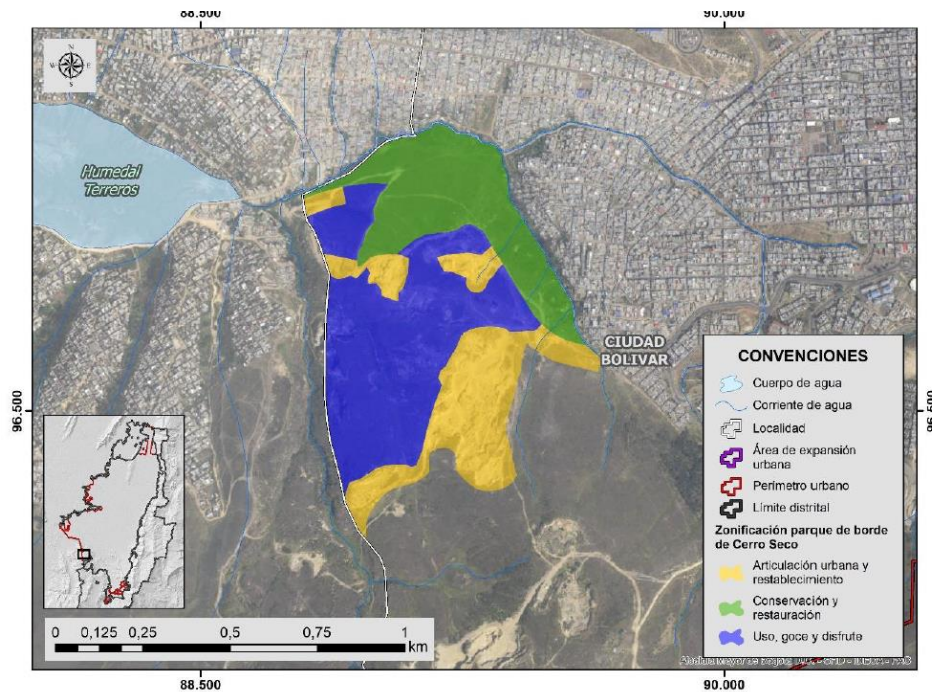 88.500
90.000
N
W
E
S
Humedal
Terreros
CIUDAD
BOLIVAR
96.500
96.500
CONVENCIONES
Cuerpo de agua
Corriente de agua
Localidad
Área de expansión
urbana
Perímetro urbano
Límite distrital
Zonificación parque de borde
de Cerro Seco
Articulación urbana y
restablecimiento
Conservación y
restauración
Uso, goce y disfrute
0
0,125
0,25
0,5
0,75
1
km
88.500
90.000